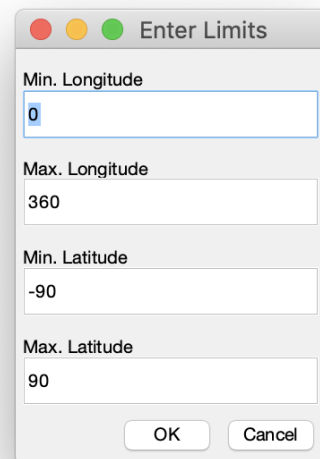 Enter Limits
Min. Longitude
0
Max. Longitude
360
Min. Latitude
-90
Max. Latitude
90
OK Cancel